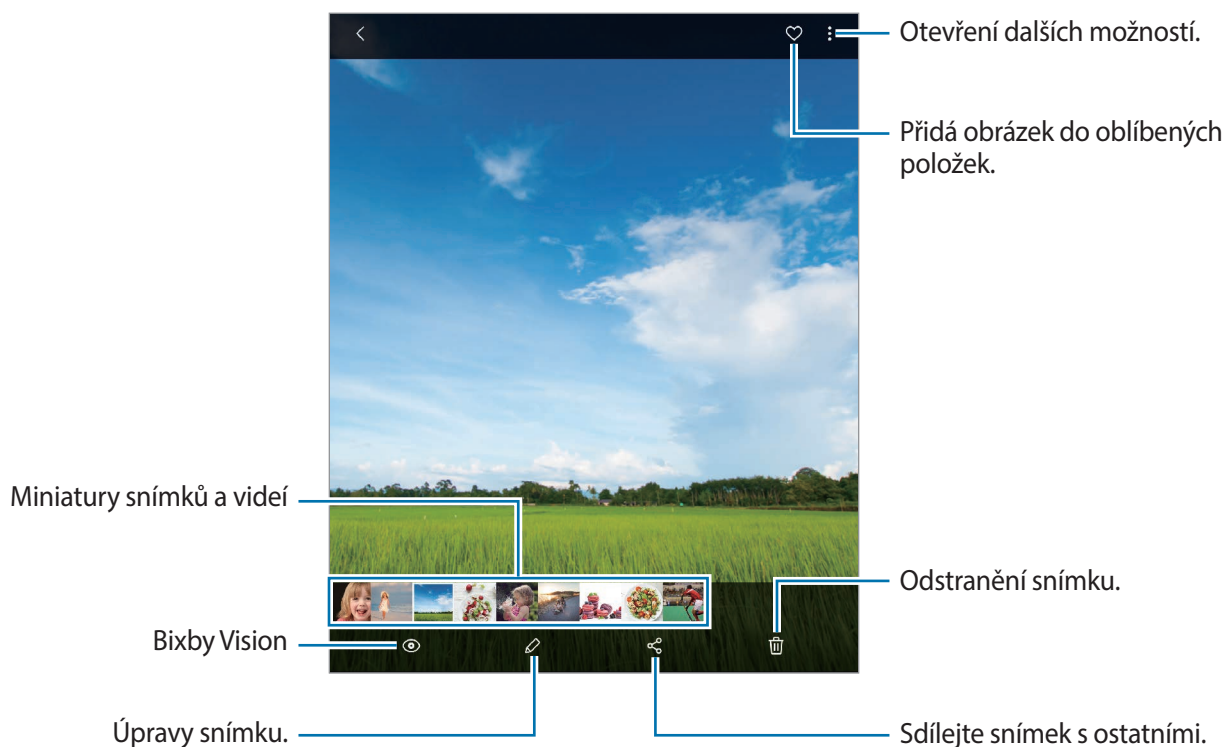 Otevření dalších možností.
Přidá obrázek do oblíbených
položek.
Miniatury snímků a videí
Odstranění snímku.
Bixby Vision
Úpravy snímku.
Sdílejte snímek s ostatními.